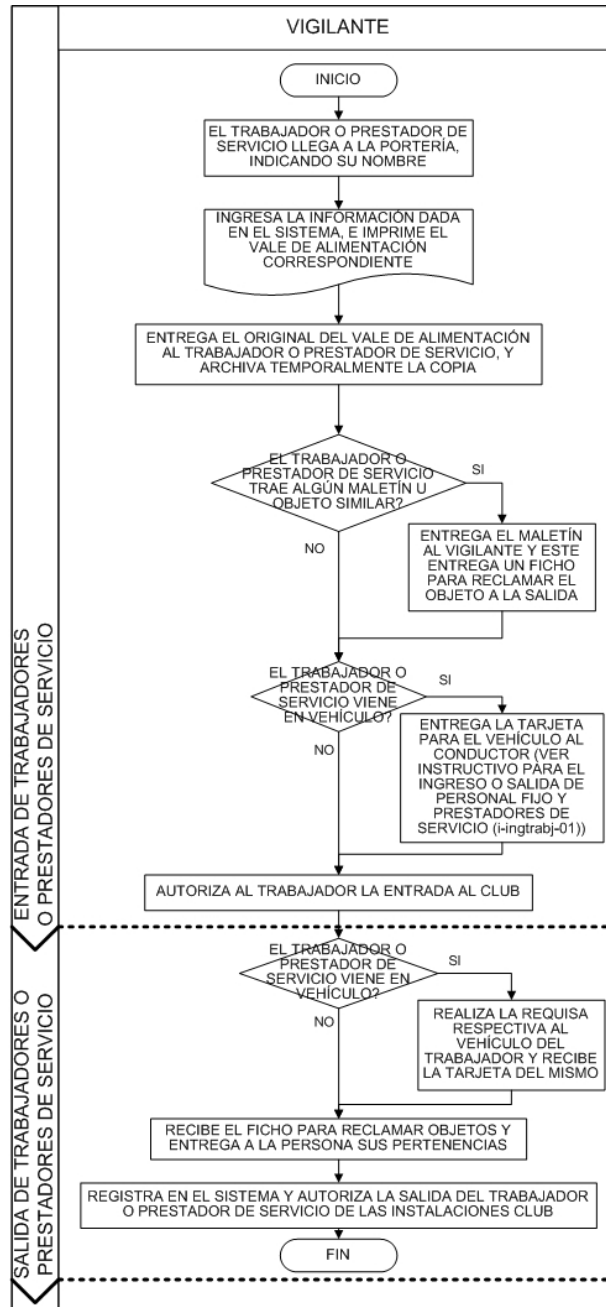 VIGILANTE
INICIO
EL TRABAJADOR O PRESTADOR DE
SERVICIO LLEGA A LA PORTERÍA,
INDICANDO SU NOMBRE
INGRESA LA INFORMACIÓN DADA
EN EL SISTEMA, E IMPRIME EL
VALE DE ALIMENTACIÓN
CORRESPONDIENTE
ENTREGA EL ORIGINAL DEL VALE DE ALIMENTACIÓN
AL TRABAJADOR O PRESTADOR DE SERVICIO, Y
ARCHIVA TEMPORALMENTE LA COPIA
EL TRABAJADOR O
PRESTADOR DE SERVICIO
TRAE ALGÚN MALETÍN U
OBJETO SIMILAR?
SI
NO
ENTREGA EL MALETÍN
AL VIGILANTE Y ESTE
ENTREGA UN FICHO
PARA RECLAMAR EL
OBJETO A LA SALIDA
EL TRABAJADOR O
PRESTADOR DE
SERVICIO VIENE
EN VEHÍCULO?
SI
NO
ENTREGA LA TARJETA
PARA EL VEHÍCULO AL
CONDUCTOR (VER
INSTRUCTIVO PARA EL
INGRESO O SALIDA DE
PERSONAL FIJO Y
PRESTADORES DE
SERVICIO (i-ingtrabj-01))
AUTORIZA AL TRABAJADOR LA ENTRADA AL CLUB
ENTRADA DE TRABAJADORES
O PRESTADORES DE SERVICIO
EL TRABAJADOR O
PRESTADOR DE
SERVICIO VIENE EN
VEHÍCULO?
SI
NO
REALIZA LA REQUISA
RESPECTIVA AL
VEHÍCULO DEL
TRABAJADOR Y RECIBE
LA TARJETA DEL MISMO
RECIBE EL FICHO PARA RECLAMAR OBJETOS Y
ENTREGA A LA PERSONA SUS PERTENENCIAS
REGISTRA EN EL SISTEMA Y AUTORIZA LA SALIDA DEL TRABAJADOR
O PRESTADOR DE SERVICIO DE LAS INSTALACIONES CLUB
FIN
SALIDA DE TRABAJADORES O
PRESTADORES DE SERVICIO